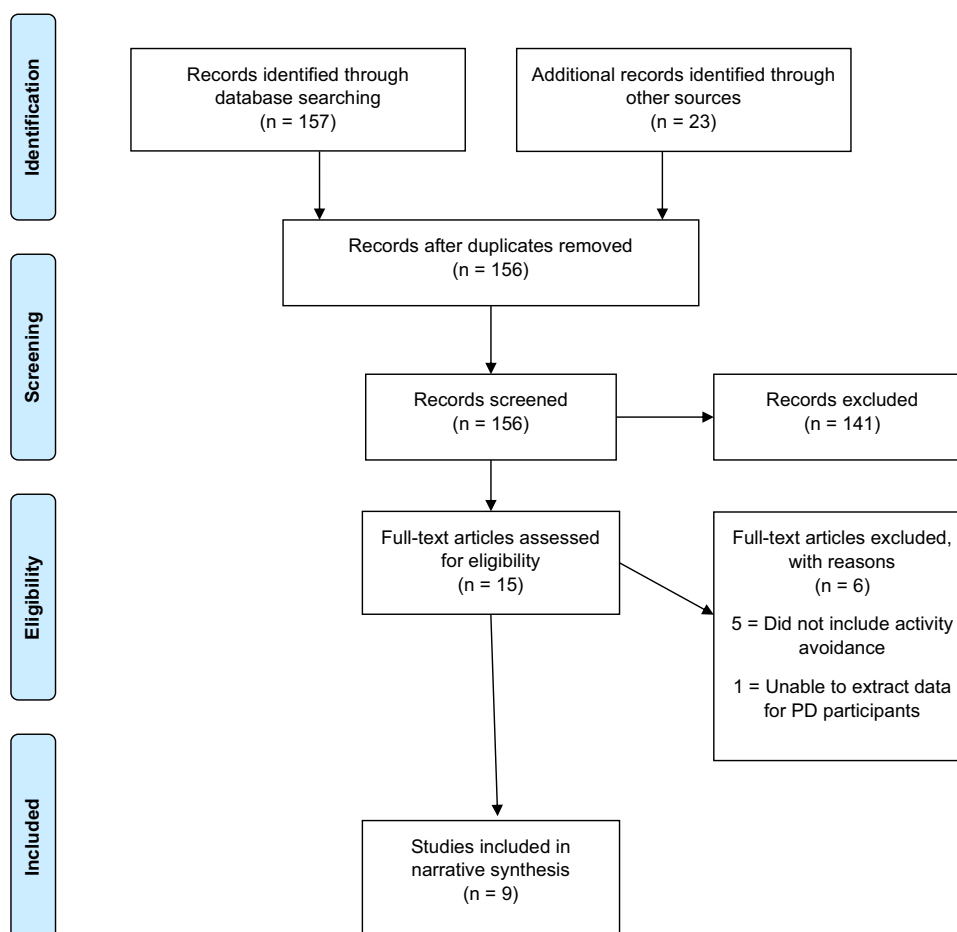 Identification
Records identified through
database searching
(n = 157)
Additional records identified through
other sources
(n = 23)
Records after duplicates removed
(n = 156)
Screening
Records screened
(n = 156)
Records excluded
(n = 141)
Eligibility
Full-text articles assessed
for eligibility
(n = 15)
Full-text articles excluded,
with reasons
(n = 6)
5 = Did not include activity
avoidance
1 = Unable to extract data
for PD participants
Included
Studies included in
narrative synthesis
(n = 9)